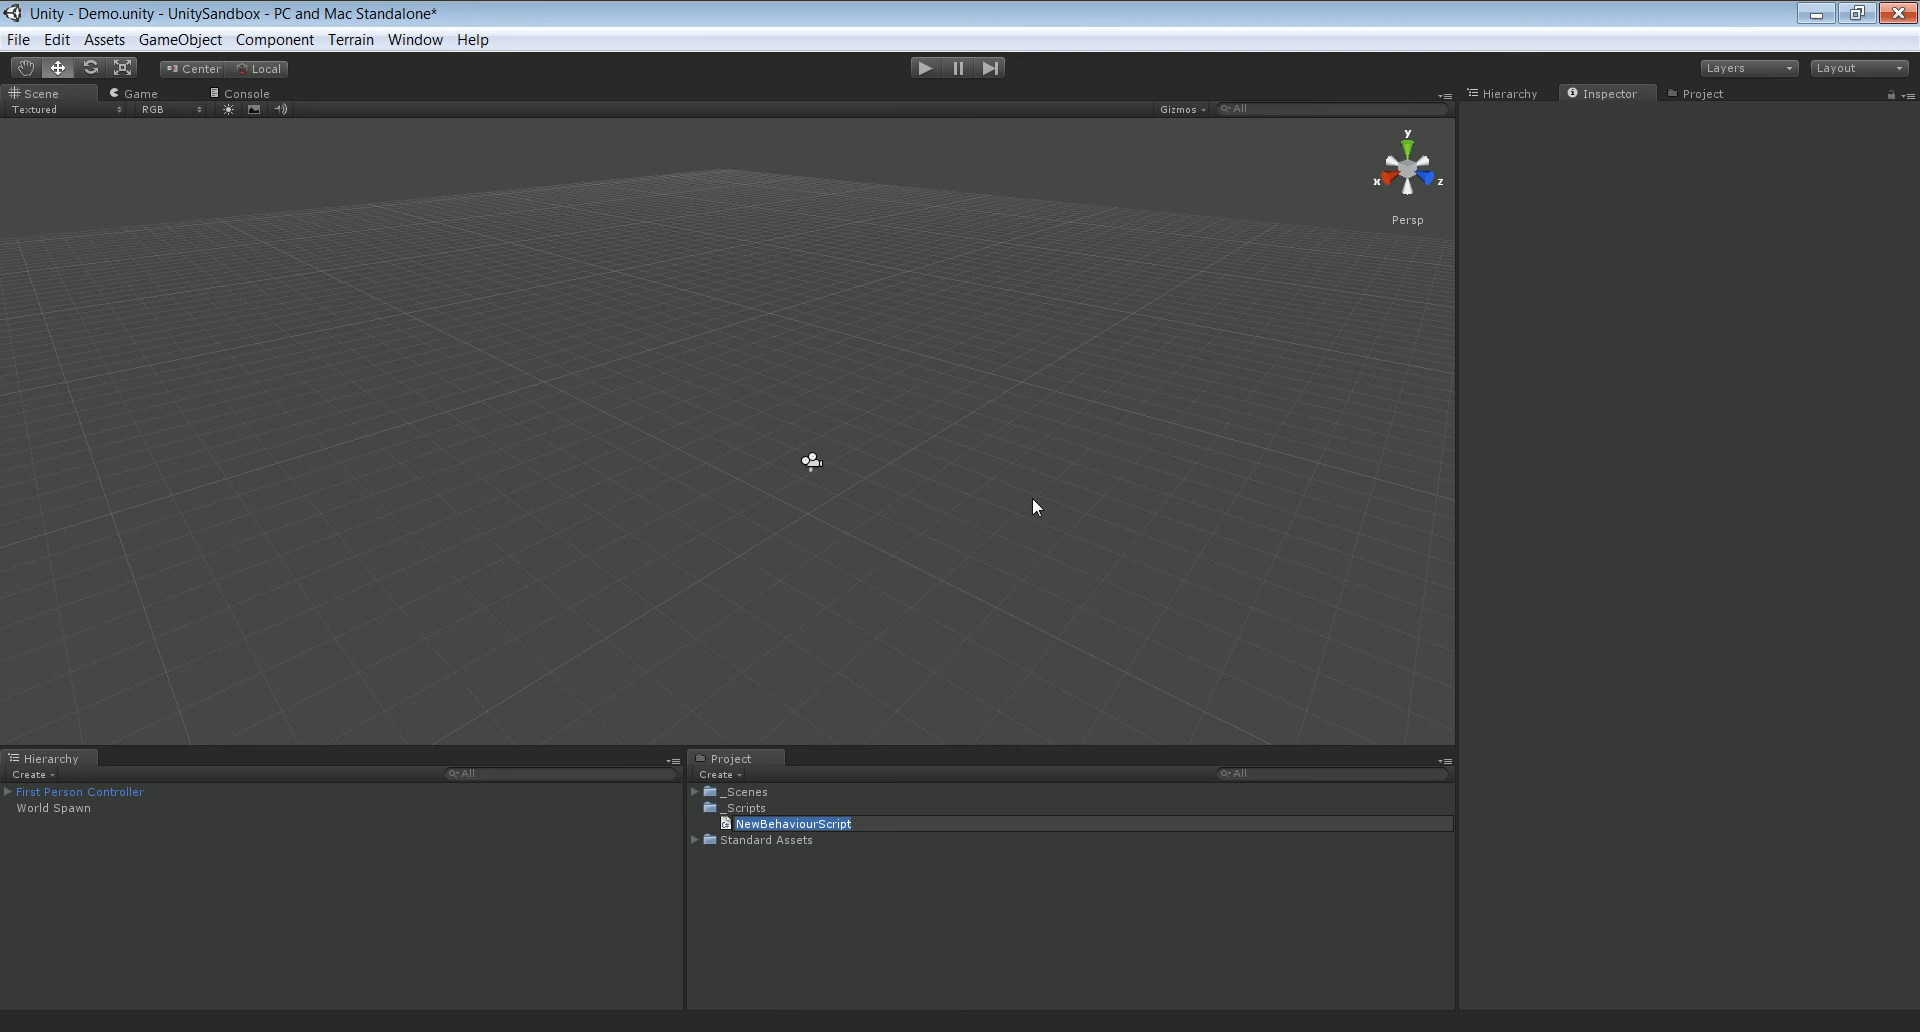 Unity - Demo.unity - UnitySandbox - PC and Mac Standalone*
File Edit Assets GameObject Component Terrain Window Help
Center Local Layers Layout
Scene Game Console Hierarchy Inspector Project
Textured RGB Gizmos All
y
x z
Persp
Hierarchy
Create All
First Person Controller
World Spawn
Project
Create All
_Scenes
_Scripts
NewBehaviourScript
Standard Assets